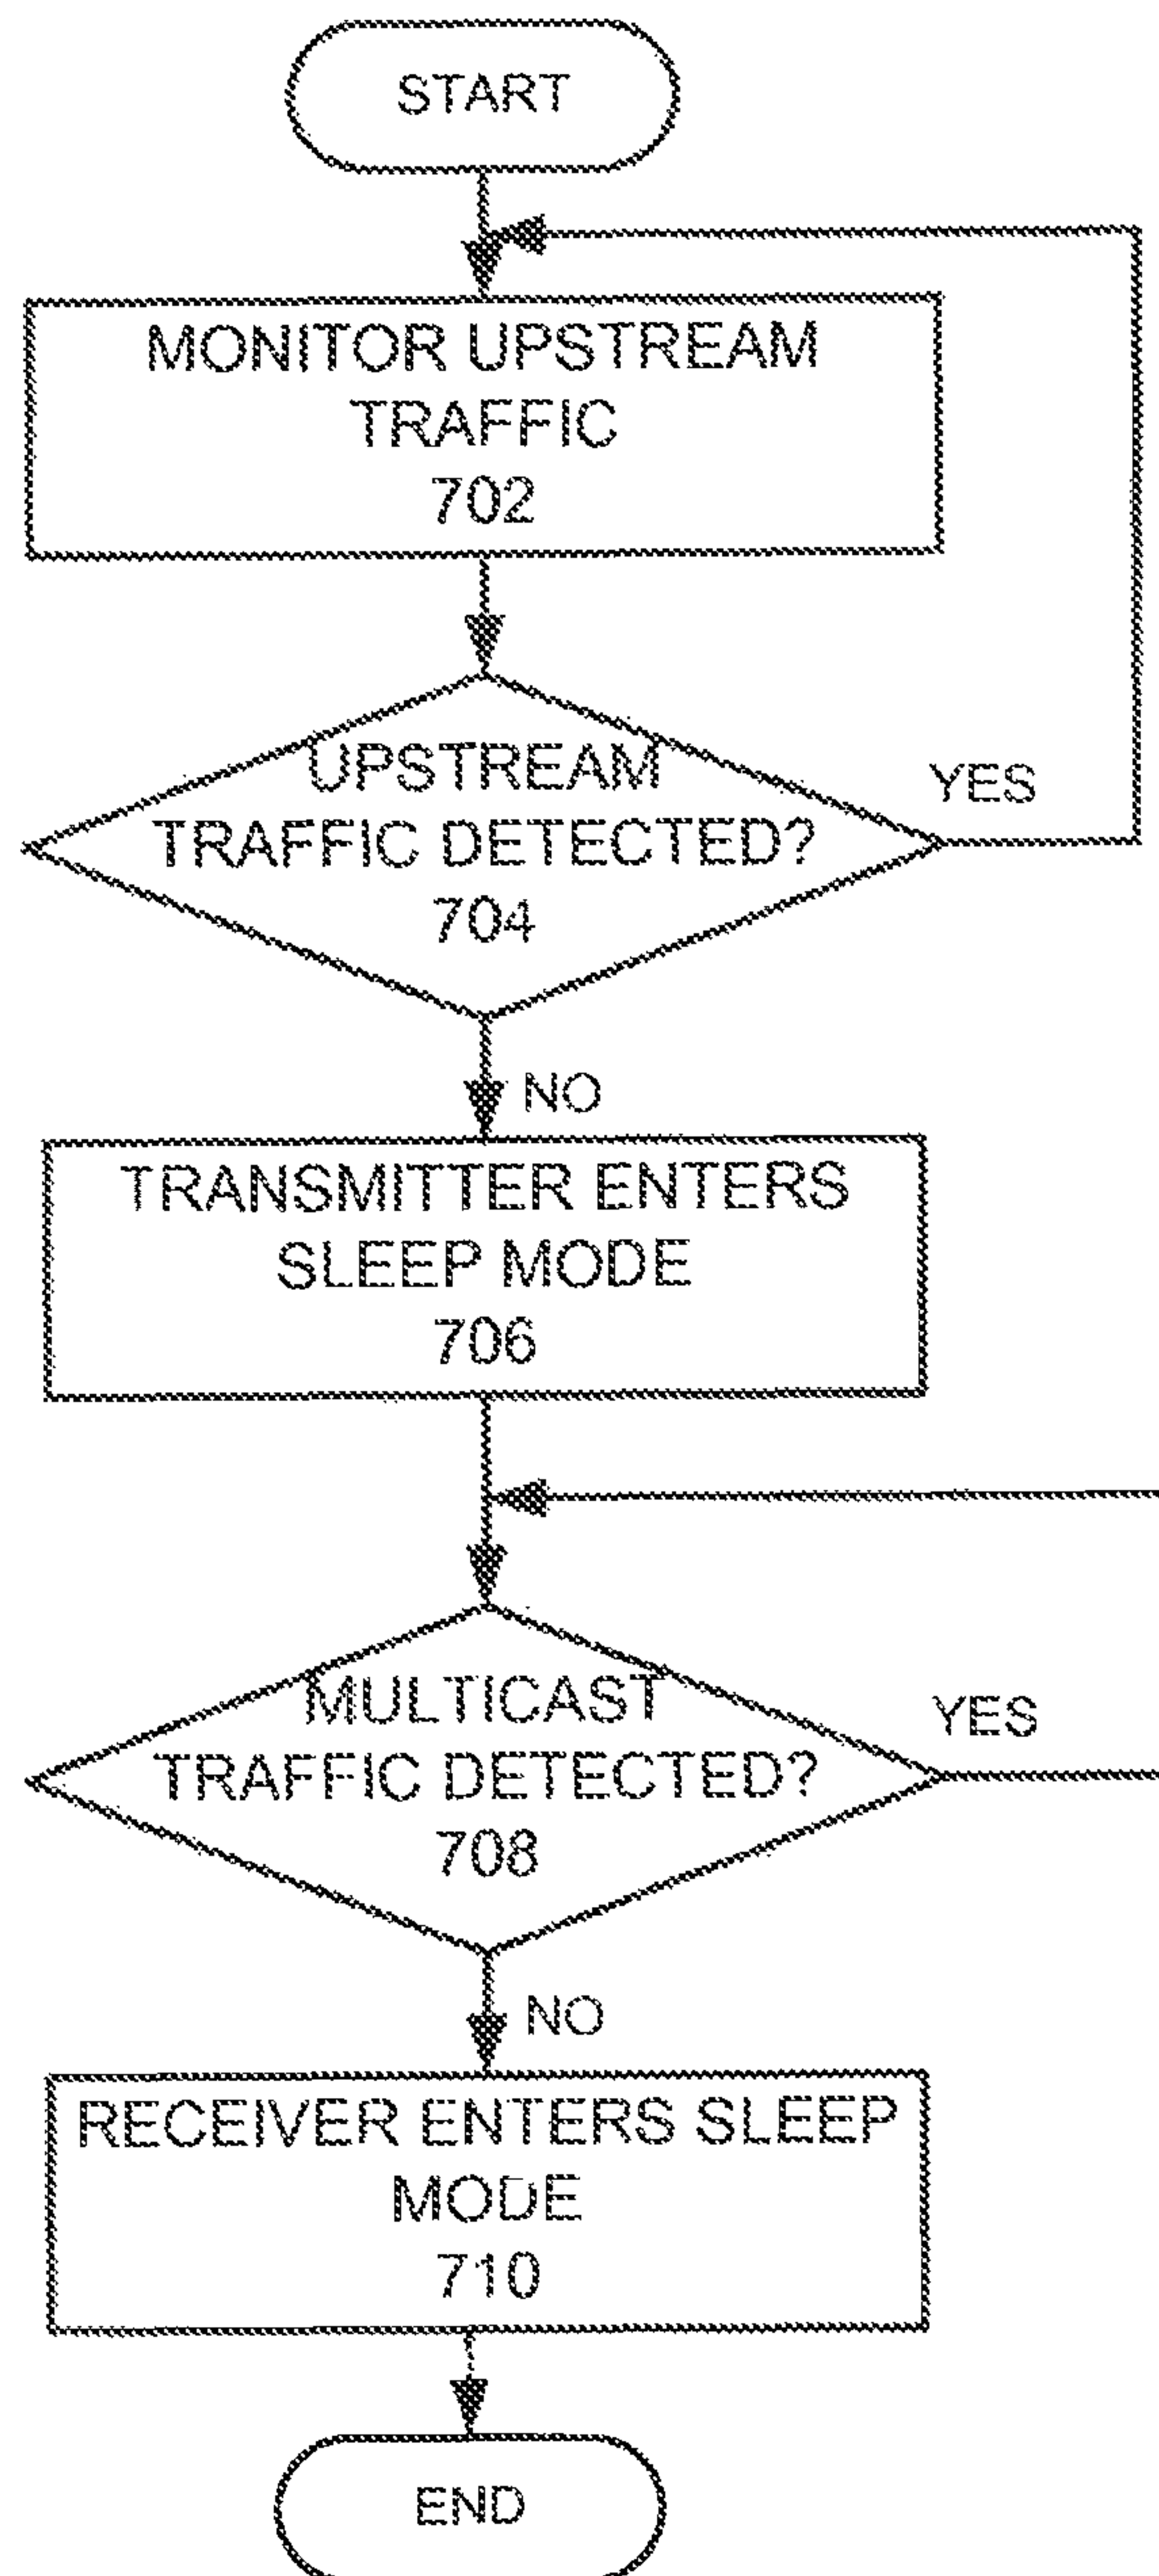 START
MONITOR UPSTREAM
TRAFFIC
702
UPSTREAM
TRAFFIC DETECTED?
704
YES
NO
TRANSMITTER ENTERS
SLEEP MODE
706
MULTICAST
TRAFFIC DETECTED?
708
YES
NO
RECEIVER ENTERS SLEEP
MODE
710
END